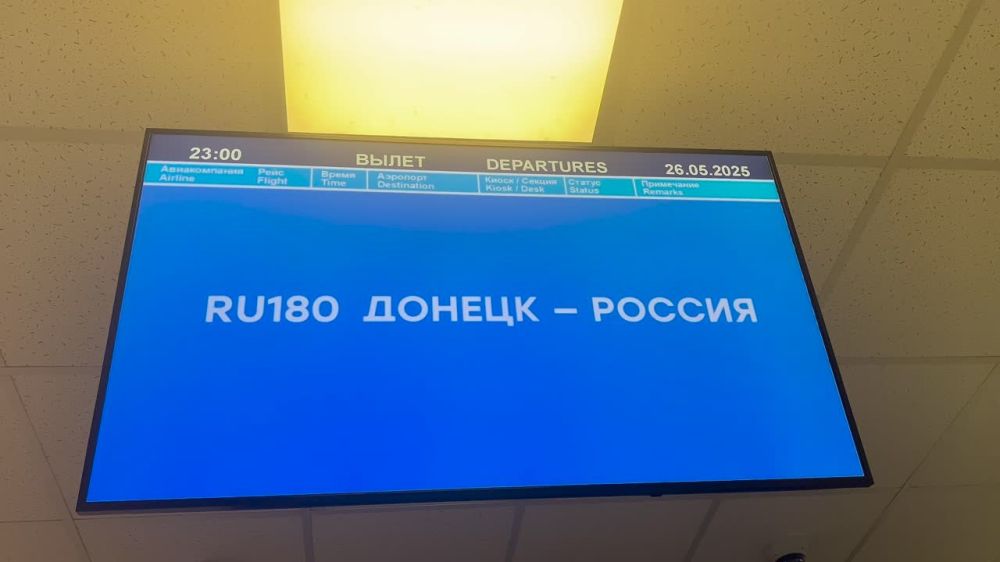 23:00 ВЫЛЕТ DEPARTURES 26.05.2025
Авиакомпания Рейс Время Аэропорт Киоск / Секция Статус Примечание
Airline Flight Time Destination Kiosk / Desk Status Remarks
RU180 ДОНЕЦК – РОССИЯ